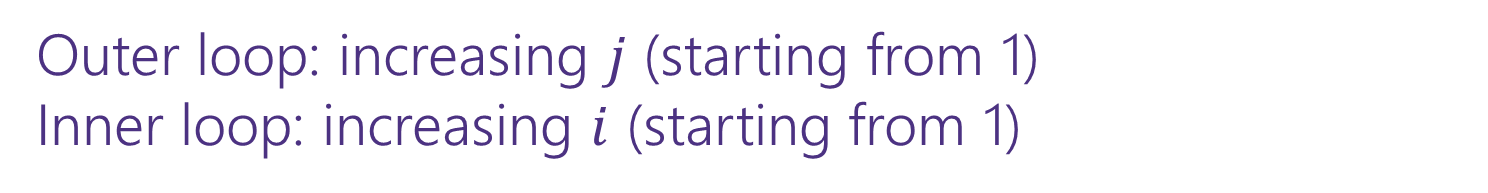 Outer loop: increasing j (starting from 1)
Inner loop: increasing i (starting from 1)